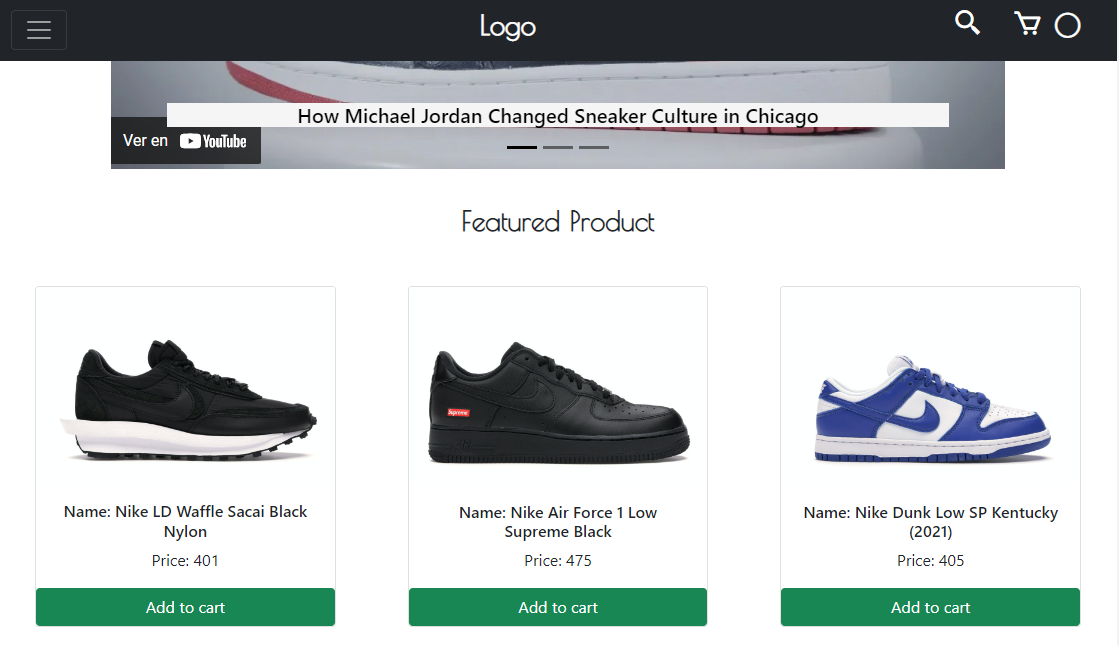 Logo
How Michael Jordan Changed Sneaker Culture in Chicago
Ver en YouTube
Featured Product
Supreme
Name: Nike LD Waffle Sacai Black
Nylon
Price: 401
Add to cart
Name: Nike Air Force 1 Low
Supreme Black
Price: 475
Add to cart
Name: Nike Dunk Low SP Kentucky
(2021)
Price: 405
Add to cart